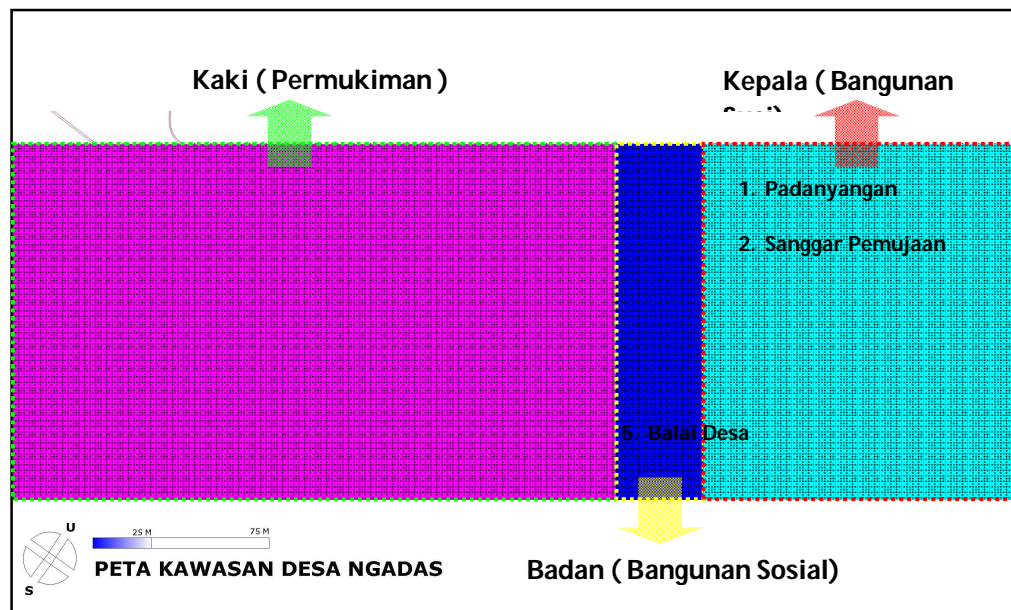 Kaki ( Permukiman )
Kepala ( Bangunan
1. Padanyangan
2. Sanggar Pemujaan
5. Balai Desa
U
S
25 M
75 M
PETA KAWASAN DESA NGADAS
Badan ( Bangunan Sosial)